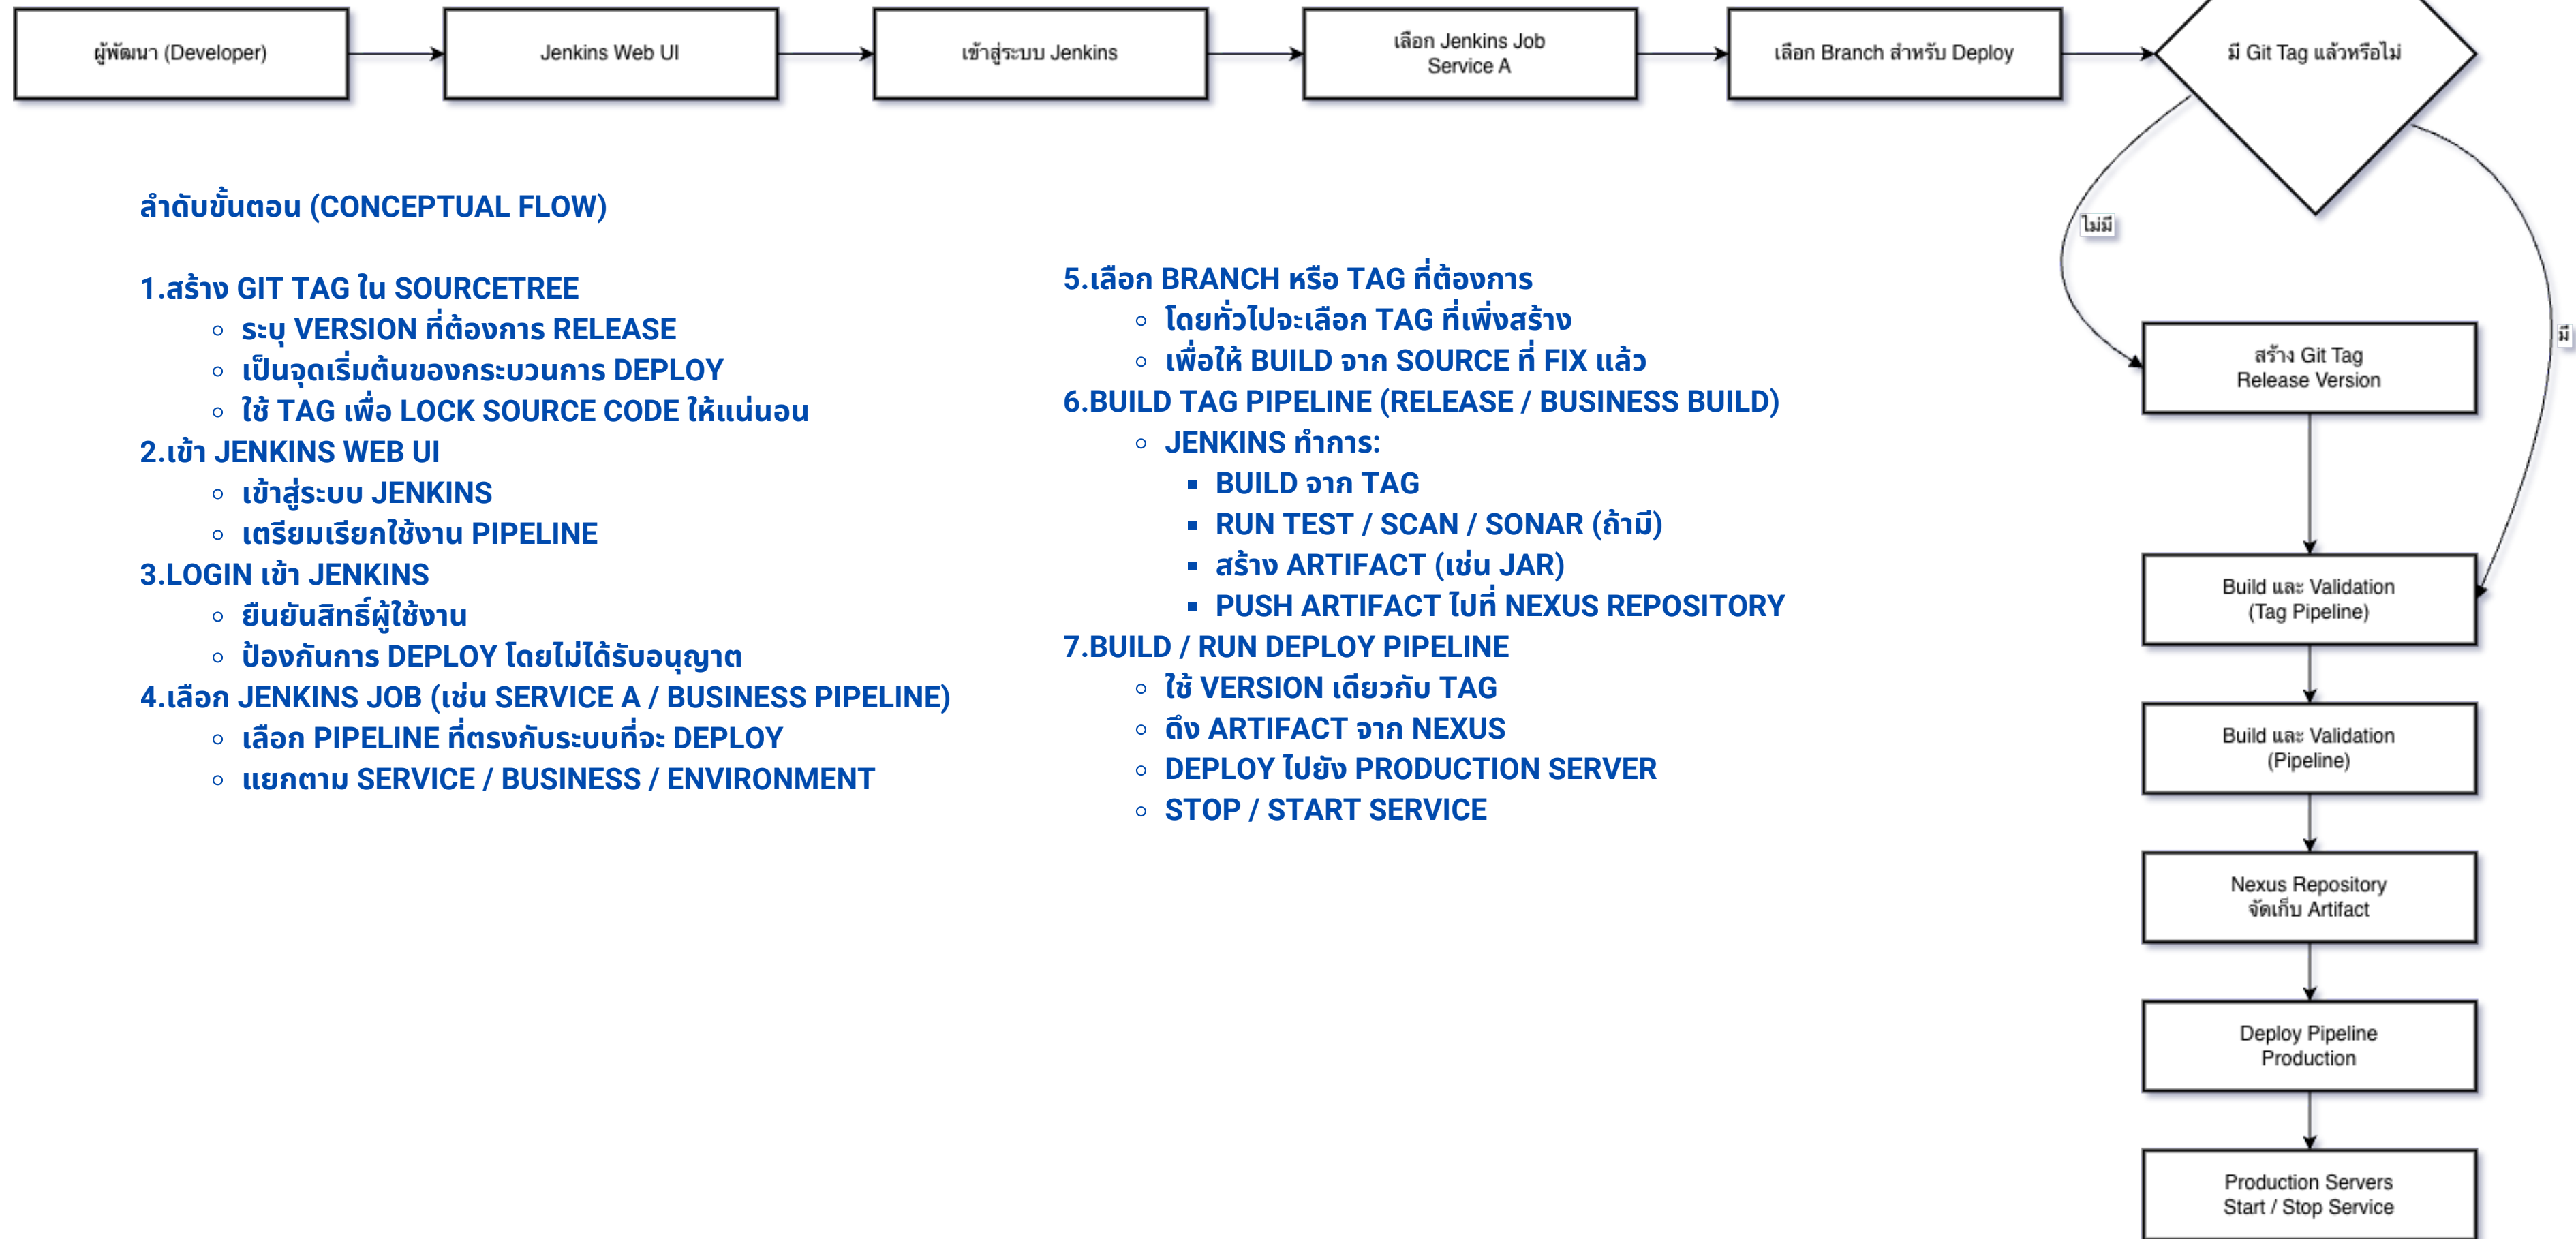 ผู้พัฒนา (Developer)
Jenkins Web UI
เข้าสู่ระบบ Jenkins
เลือก Jenkins Job
Service A
เลือก Branch สำหรับ Deploy
มี Git Tag แล้วหรือไม่
ไม่มี
มี
ลำดับขั้นตอน (CONCEPTUAL FLOW)
1.สร้าง GIT TAG ใน SOURCETREE
ระบุ VERSION ที่ต้องการ RELEASE
เป็นจุดเริ่มต้นของกระบวนการ DEPLOY
ใช้ TAG เพื่อ LOCK SOURCE CODE ให้แน่นอน
2.เข้า JENKINS WEB UI
เข้าสู่ระบบ JENKINS
เตรียมเรียกใช้งาน PIPELINE
3.LOGIN เข้า JENKINS
ยืนยันสิทธิ์ผู้ใช้งาน
ป้องกันการ DEPLOY โดยไม่ได้รับอนุญาต
4.เลือก JENKINS JOB (เช่น SERVICE A / BUSINESS PIPELINE)
เลือก PIPELINE ที่ตรงกับระบบที่จะ DEPLOY
แยกตาม SERVICE / BUSINESS / ENVIRONMENT
5.เลือก BRANCH หรือ TAG ที่ต้องการ
โดยทั่วไปจะเลือก TAG ที่เพิ่งสร้าง
เพื่อให้ BUILD จาก SOURCE ที่ FIX แล้ว
6.BUILD TAG PIPELINE (RELEASE / BUSINESS BUILD)
JENKINS ทำการ:
BUILD จาก TAG
RUN TEST / SCAN / SONAR (ถ้ามี)
สร้าง ARTIFACT (เช่น JAR)
PUSH ARTIFACT ไปที่ NEXUS REPOSITORY
7.BUILD / RUN DEPLOY PIPELINE
ใช้ VERSION เดียวกับ TAG
ดึง ARTIFACT จาก NEXUS
DEPLOY ไปยัง PRODUCTION SERVER
STOP / START SERVICE
สร้าง Git Tag
Release Version
Build และ Validation
(Tag Pipeline)
Build และ Validation
(Pipeline)
Nexus Repository
จัดเก็บ Artifact
Deploy Pipeline
Production
Production Servers
Start / Stop Service